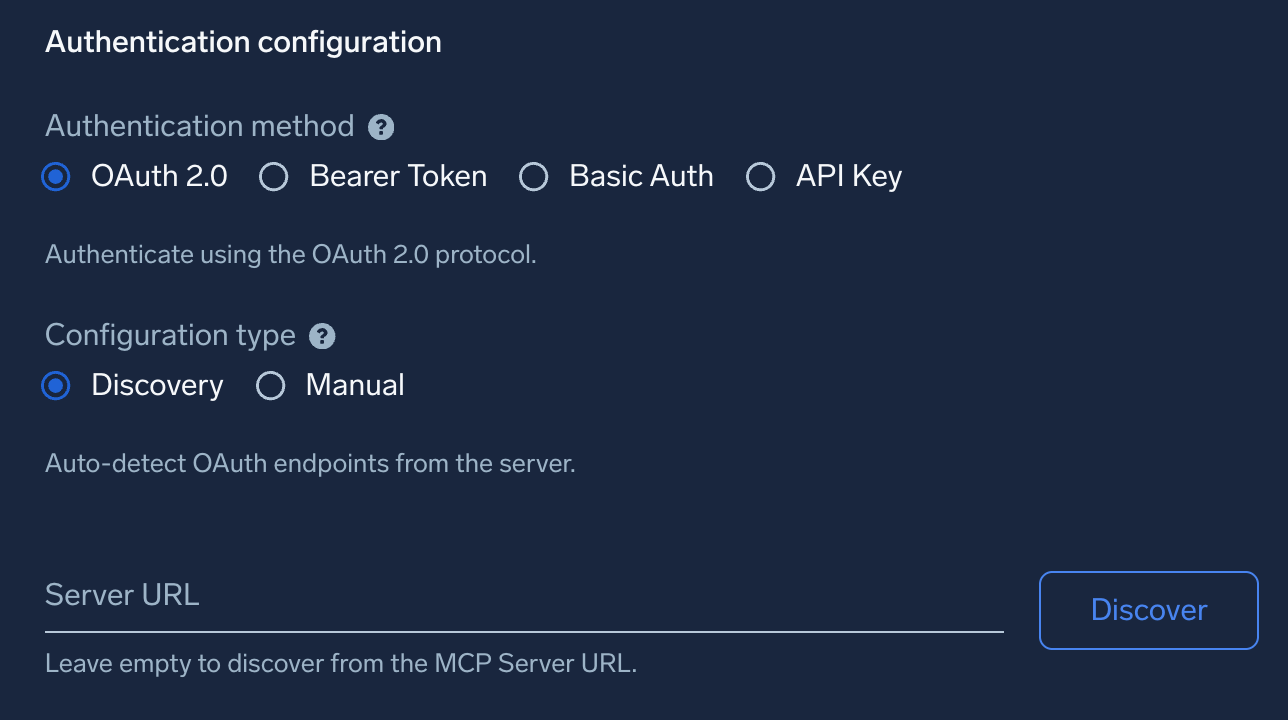 Authentication configuration
Authentication method ?
OAuth 2.0 Bearer Token Basic Auth API Key
Authenticate using the OAuth 2.0 protocol.
Configuration type ?
Discovery Manual
Auto-detect OAuth endpoints from the server.
Server URL
Discover
Leave empty to discover from the MCP Server URL.